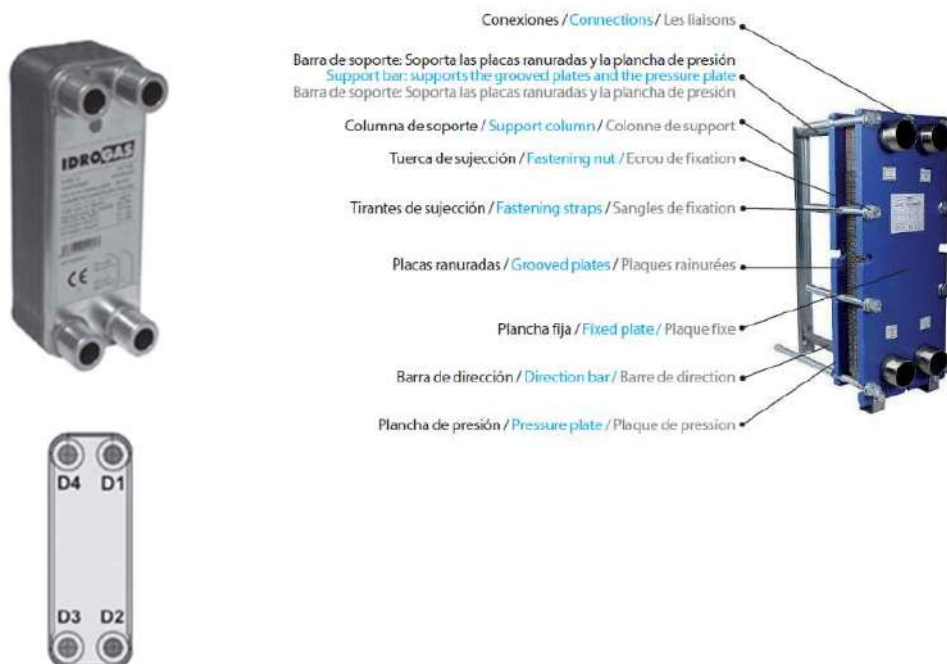 Conexiones / Connections / Les liaisons
Barra de soporte: Soporta las placas ranuradas y la plancha de presión
Support bar: supports the grooved plates and the pressure plate
Barra de soporte: Soporta las placas ranuradas y la plancha de presión
Columna de soporte / Support column / Colonne de support
Tuerca de sujección / Fastening nut / Ecrou de fixation
Tirantes de sujección / Fastening straps / Sangles de fixation
Placas ranuradas / Grooved plates / Plaques rainurées
Plancha fija / Fixed plate / Plaque fixe
Barra de dirección / Direction bar / Barre de direction
Plancha de presión / Pressure plate / Plaque de pression
IDROGAS
CE
D4 D1
D3 D2